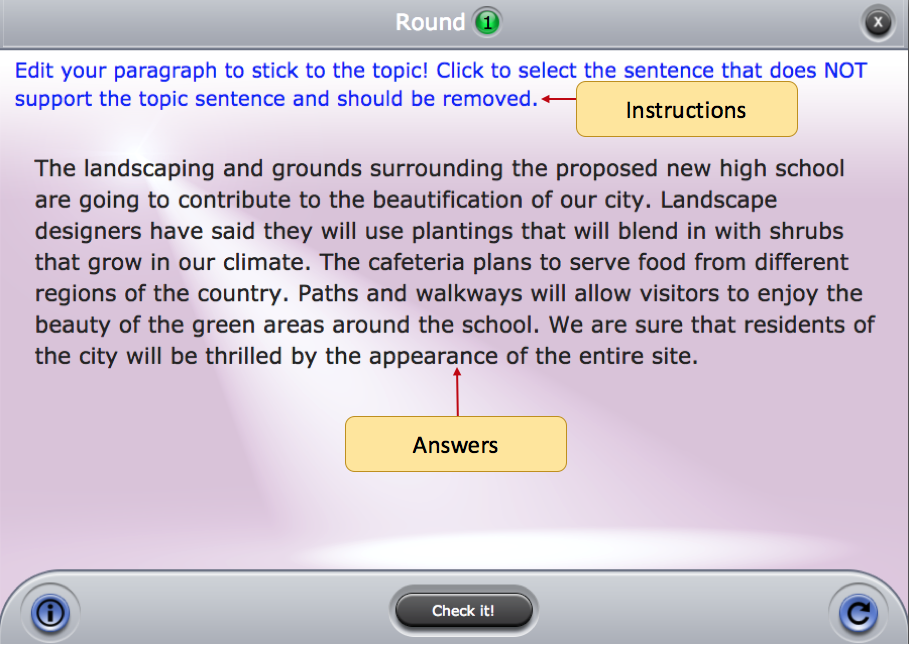 Round 1
X
Edit your paragraph to stick to the topic! Click to select the sentence that does NOT
support the topic sentence and should be removed.
Instructions
The landscaping and grounds surrounding the proposed new high school
are going to contribute to the beautification of our city. Landscape
designers have said they will use plantings that will blend in with shrubs
that grow in our climate. The cafeteria plans to serve food from different
regions of the country. Paths and walkways will allow visitors to enjoy the
beauty of the green areas around the school. We are sure that residents of
the city will be thrilled by the appearance of the entire site.
Answers
i
Check it!